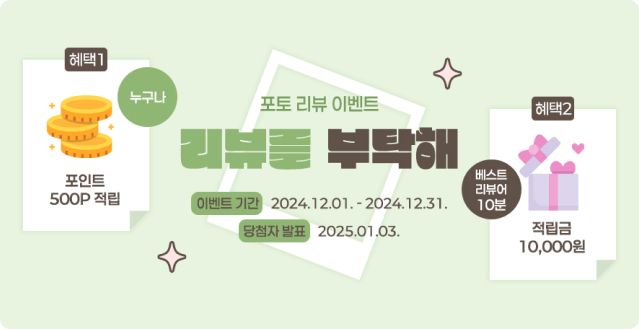 혜택1
누구나
포인트
500P 적립
포토 리뷰 이벤트
리뷰를 부탁해
이벤트 기간 2024.12.01. - 2024.12.31.
당첨자 발표 2025.01.03.
혜택2
베스트
리뷰어
10분
적립금
10,000원